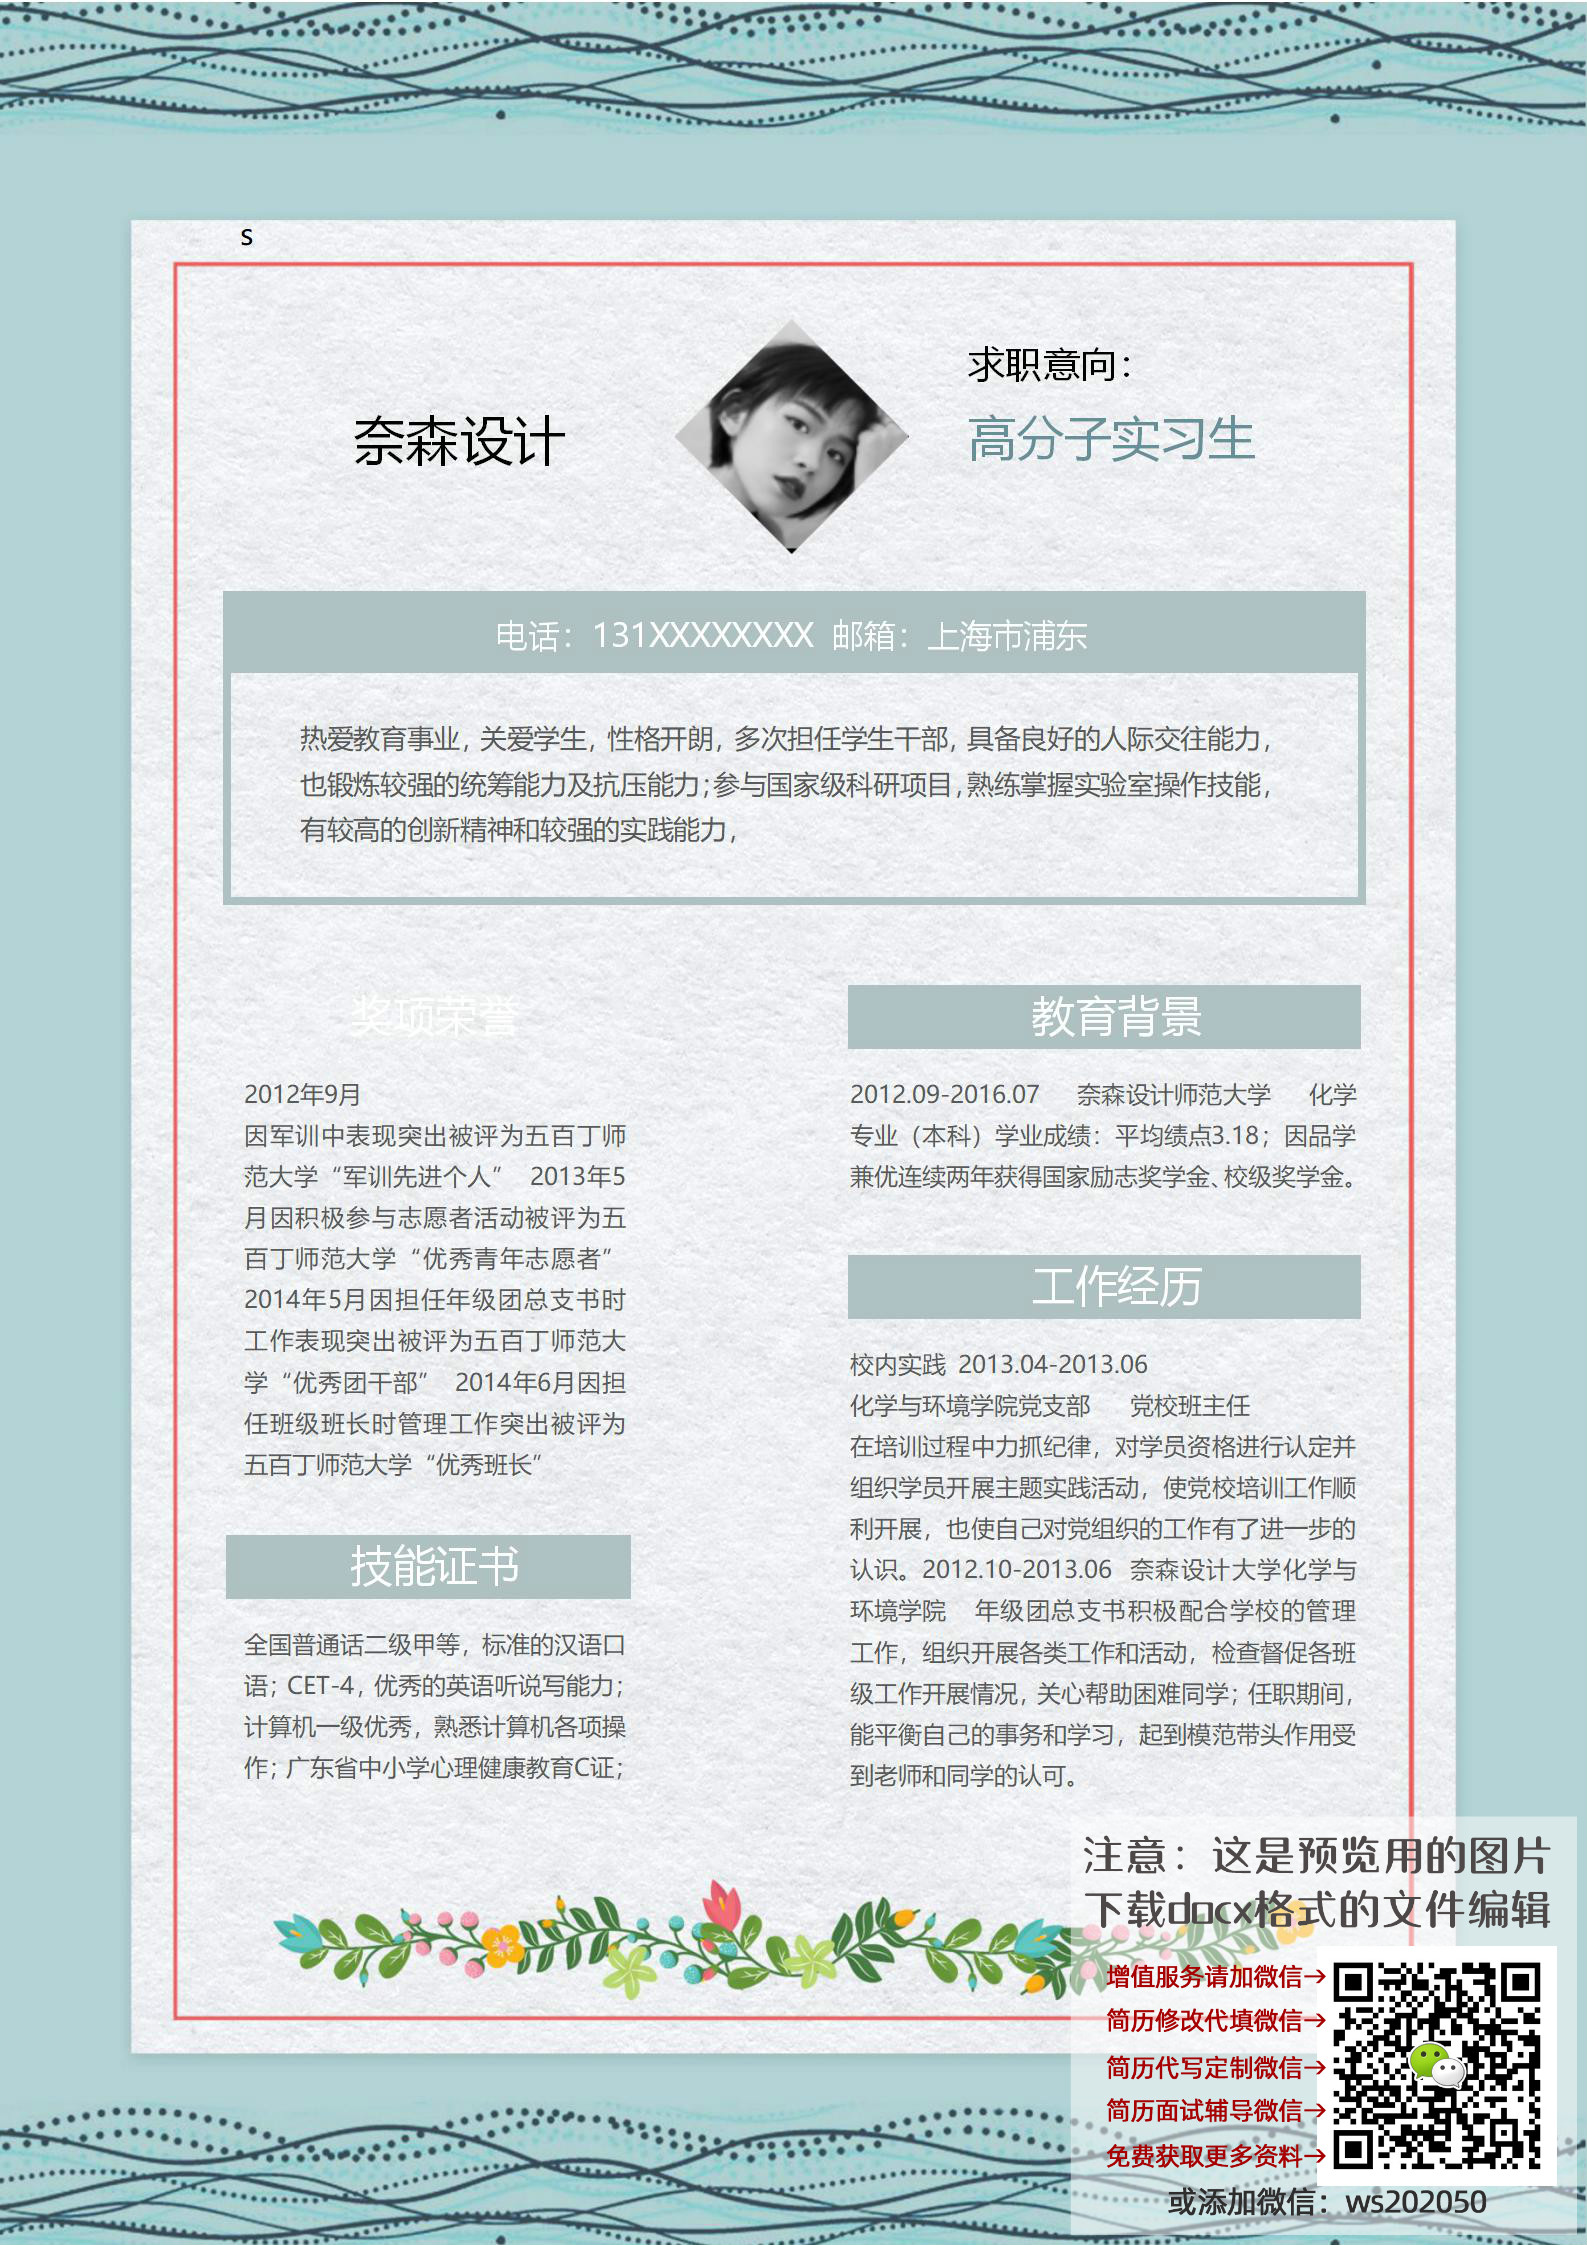 s
奈森设计
求职意向：
高分子实习生
电话：131XXXXXXXX 邮箱：上海市浦东
热爱教育事业，关爱学生，性格开朗，多次担任学生干部，具备良好的人际交往能力，
也锻炼较强的统筹能力及抗压能力；参与国家级科研项目，熟练掌握实验室操作技能，
有较高的创新精神和较强的实践能力，
奖项荣誉
2012年9月
因军训中表现突出被评为五百丁师
范大学“军训先进个人” 2013年5
月因积极参与志愿者活动被评为五
百丁师范大学“优秀青年志愿者”
2014年5月因担任年级团总支书时
工作表现突出被评为五百丁师范大
学“优秀团干部” 2014年6月因担
任班级班长时管理工作突出被评为
五百丁师范大学“优秀班长”
技能证书
全国普通话二级甲等，标准的汉语口
语；CET-4，优秀的英语听说写能力；
计算机一级优秀，熟悉计算机各项操
作；广东省中小学心理健康教育C证；
教育背景
2012.09-2016.07 奈森设计师范大学 化学
专业（本科）学业成绩：平均绩点3.18；因品学
兼优连续两年获得国家励志奖学金、校级奖学金。
工作经历
校内实践 2013.04-2013.06
化学与环境学院党支部 党校班主任
在培训过程中力抓纪律，对学员资格进行认定并
组织学员开展主题实践活动，使党校培训工作顺
利开展，也使自己对党组织的工作有了进一步的
认识。2012.10-2013.06 奈森设计大学化学与
环境学院 年级团总支书积极配合学校的管理
工作，组织开展各类工作和活动，检查督促各班
级工作开展情况，关心帮助困难同学；任职期间，
能平衡自己的事务和学习，起到模范带头作用受
到老师和同学的认可。
注意：这是预览用的图片
下载docx格式的文件编辑
增值服务请加微信→
简历修改代填微信→
简历代写定制微信→
简历面试辅导微信→
免费获取更多资料→
或添加微信：ws202050